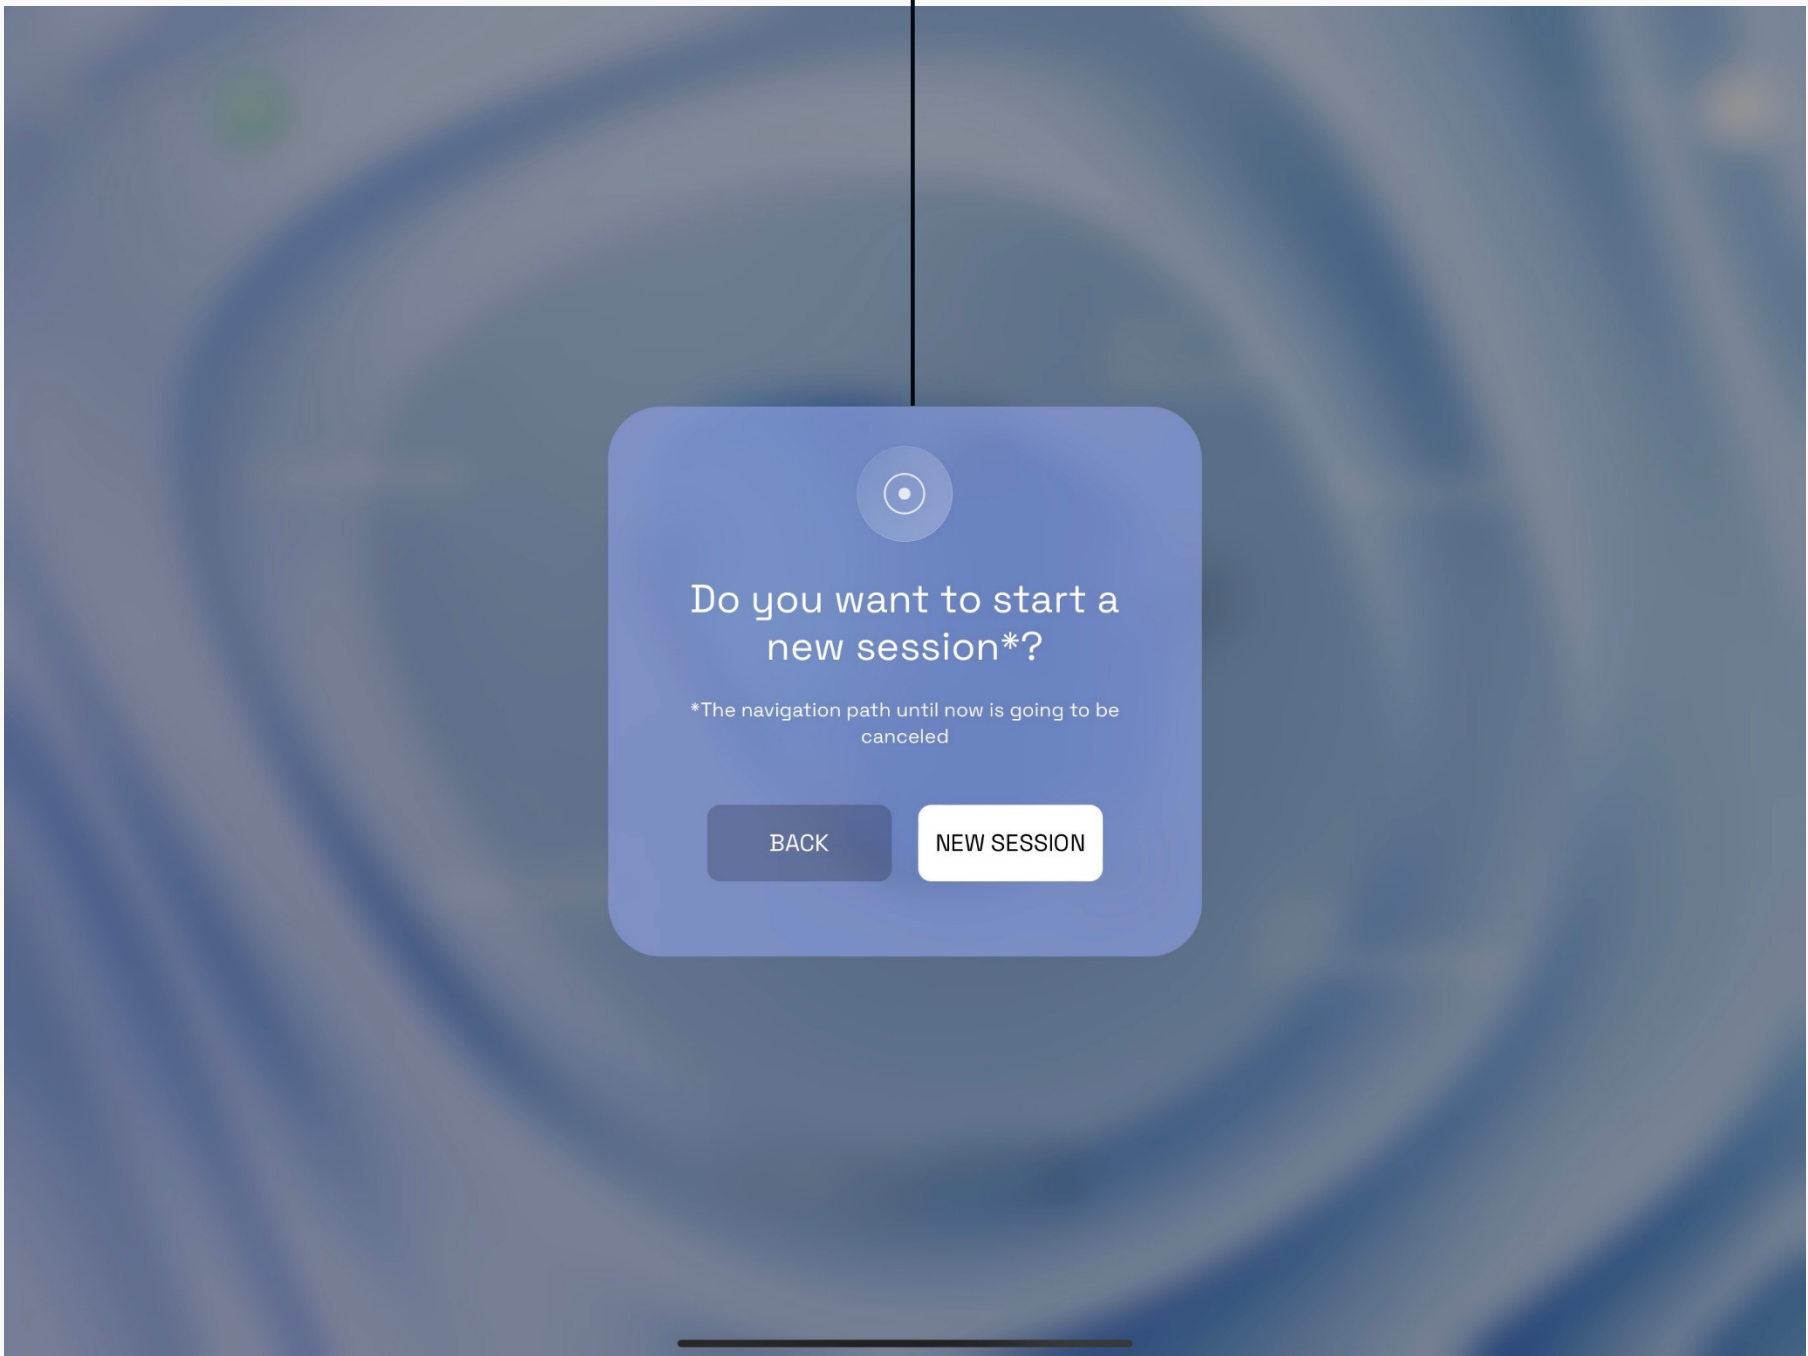 Do you want to start a
new session*?
*The navigation path until now is going to be
canceled
BACK
NEW SESSION